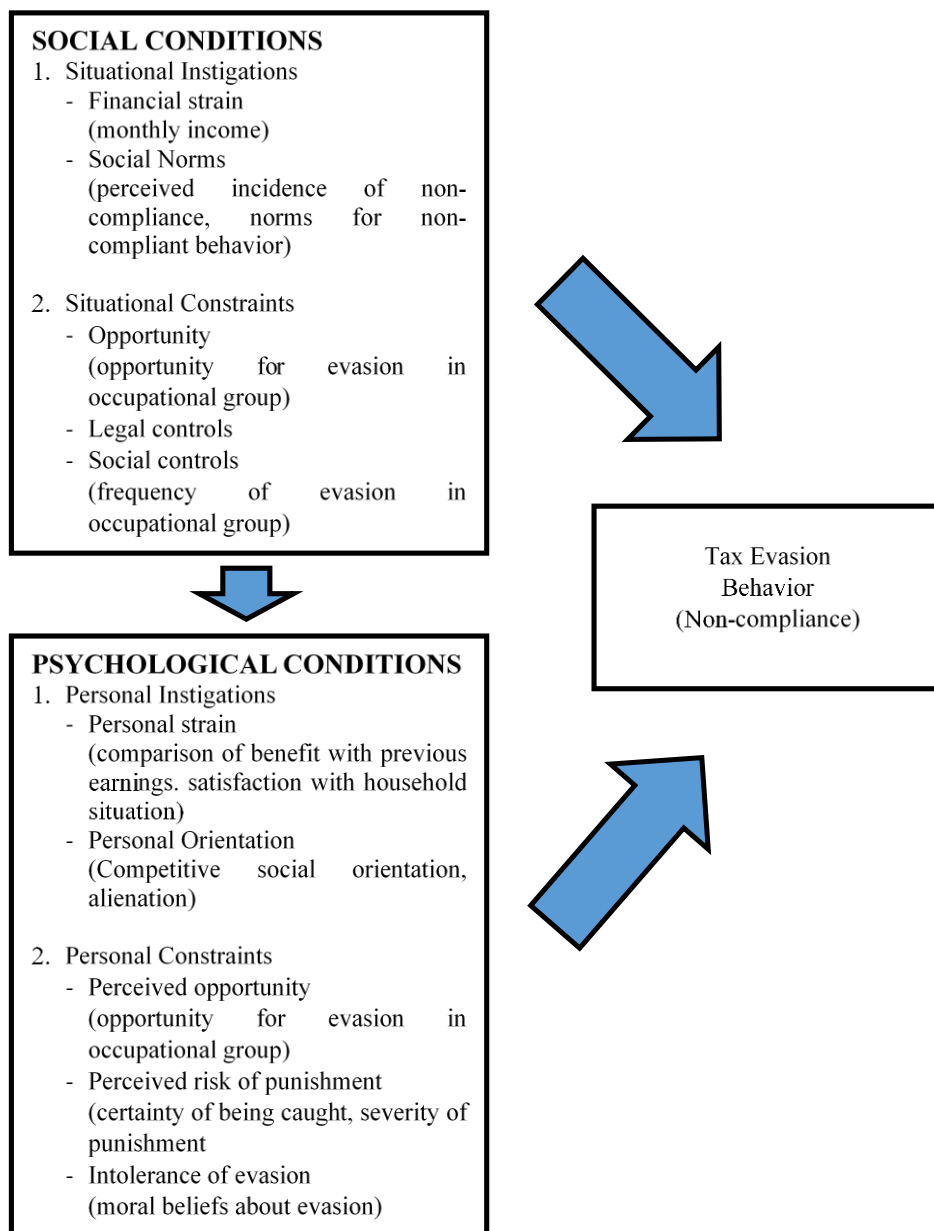 SOCIAL CONDITIONS
1. Situational Instigations
- Financial strain
(monthly income)
- Social Norms
(perceived incidence of non-
compliance, norms for non-
compliant behavior)
2. Situational Constraints
- Opportunity
(opportunity for evasion in
occupational group)
- Legal controls
- Social controls
(frequency of evasion in
occupational group)
Tax Evasion
Behavior
(Non-compliance)
PSYCHOLOGICAL CONDITIONS
1. Personal Instigations
- Personal strain
(comparison of benefit with previous
earnings. satisfaction with household
situation)
- Personal Orientation
(Competitive social orientation,
alienation)
2. Personal Constraints
- Perceived opportunity
(opportunity for evasion in
occupational group)
- Perceived risk of punishment
(certainty of being caught, severity of
punishment
- Intolerance of evasion
(moral beliefs about evasion)